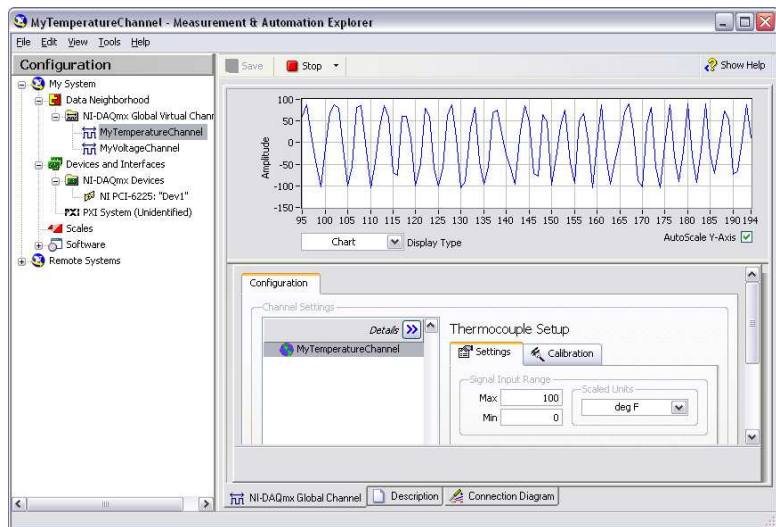 MyTemperatureChannel - Measurement & Automation Explorer
File Edit View Tools Help
Configuration
My System
Data Neighborhood
NI-DAQmx Global Virtual Chann
MyTemperatureChannel
MyVoltageChannel
Devices and Interfaces
NI-DAQmx Devices
NI PCI-6225: "Dev1"
PXI PXI System (Unidentified)
Scales
Software
Remote Systems
Save Stop Show Help
Amplitude
100
50
0
-50
-100
-150
95 100 105 110 115 120 125 130 135 140 145 150 155 160 165 170 175 180 185 190 194
Chart Display Type AutoScale Y-Axis
Configuration
Channel Settings
Details
MyTemperatureChannel
Thermocouple Setup
Settings Calibration
Signal Input Range
Max 100
Min 0
Scaled Units
deg F
NI-DAQmx Global Channel Description Connection Diagram